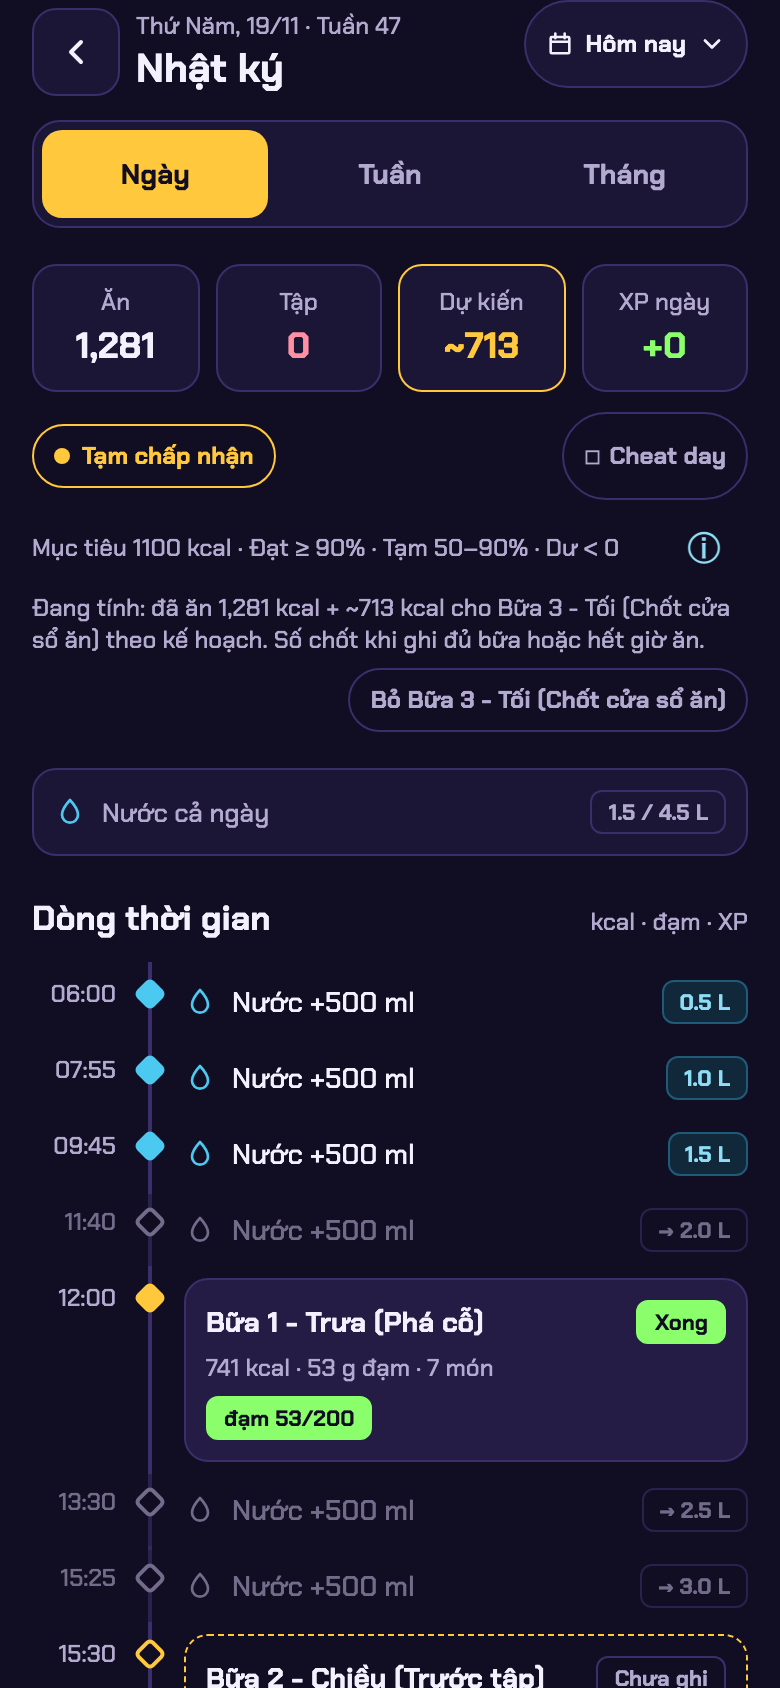 Thứ Năm, 19/11 · Tuần 47
Nhật ký
Hôm nay
Ngày
Tuần
Tháng
Ăn
1,281
Tập
0
Dự kiến
~713
XP ngày
+0
Tạm chấp nhận
Cheat day
Mục tiêu 1100 kcal · Đạt ≥ 90% · Tạm 50–90% · Dư < 0
Đang tính: đã ăn 1,281 kcal + ~713 kcal cho Bữa 3 - Tối (Chốt cửa
sổ ăn) theo kế hoạch. Số chốt khi ghi đủ bữa hoặc hết giờ ăn.
Bỏ Bữa 3 - Tối (Chốt cửa sổ ăn)
Nước cả ngày
1.5 / 4.5 L
Dòng thời gian
kcal · đạm · XP
06:00
Nước +500 ml
0.5 L
07:55
Nước +500 ml
1.0 L
09:45
Nước +500 ml
1.5 L
11:40
Nước +500 ml
→ 2.0 L
12:00
Bữa 1 - Trưa (Phá cỗ)
Xong
741 kcal · 53 g đạm · 7 món
đạm 53/200
13:30
Nước +500 ml
→ 2.5 L
15:25
Nước +500 ml
→ 3.0 L
15:30
Bữa 2 - Chiều (Trước tập)
Chưa ghi